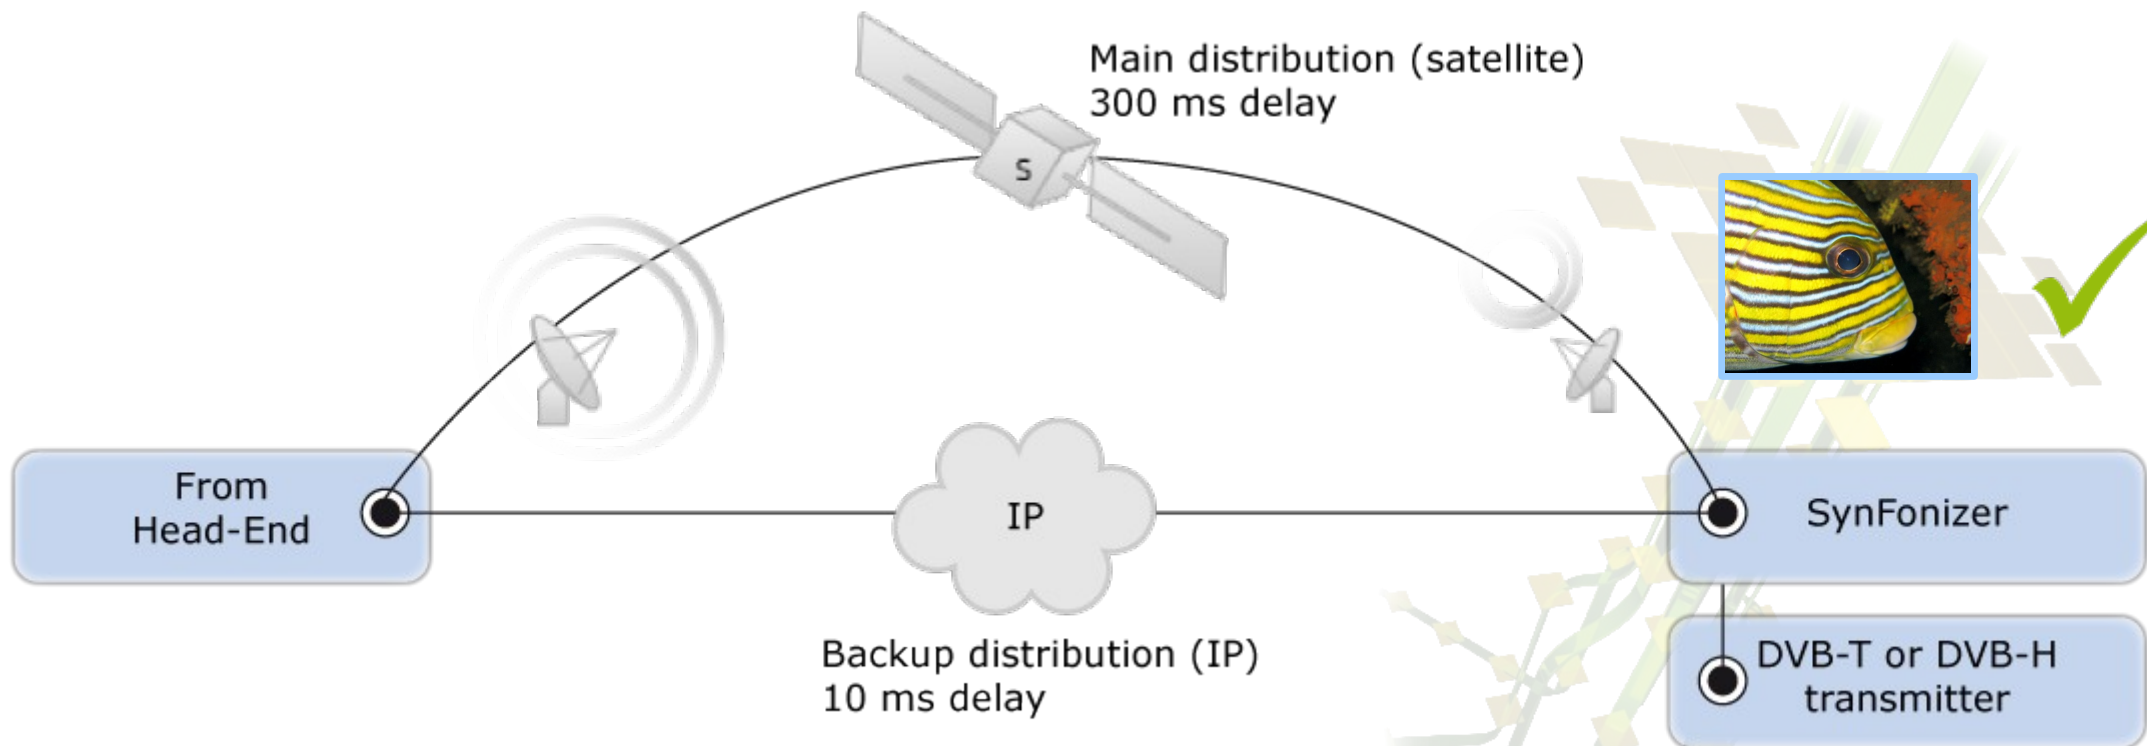 Main distribution (satellite)
300 ms delay
S
From
Head-End
IP
SynFonizer
Backup distribution (IP)
10 ms delay
DVB-T or DVB-H
transmitter